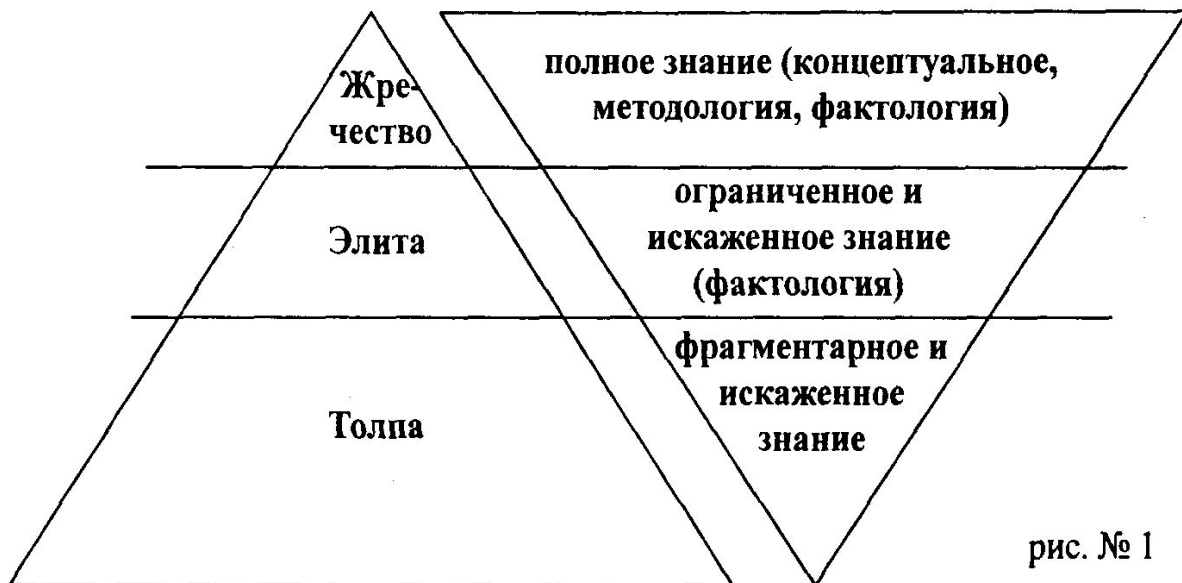 Жре-
чество
полное знание (концептуальное,
методология, фактология)
Элита
ограниченное и
искаженное знание
(фактология)
Толпа
фрагментарное и
искаженное
знание
рис. № 1